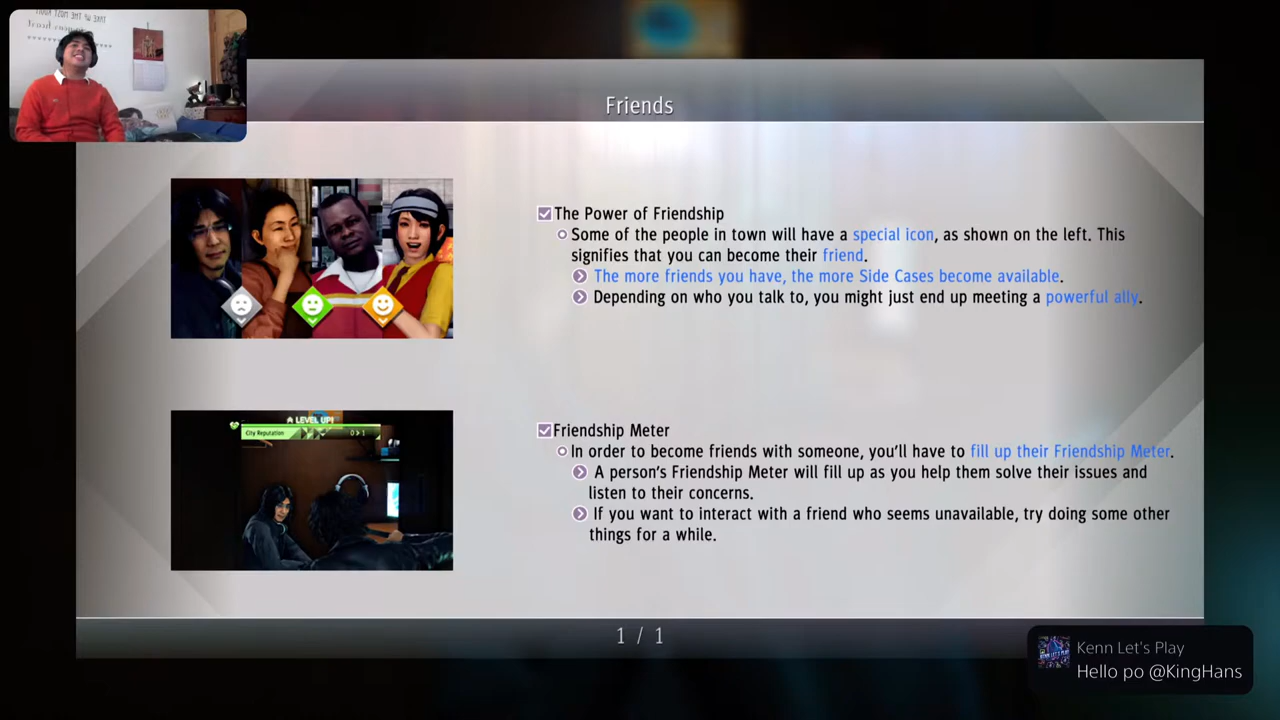 Friends
The Power of Friendship
Some of the people in town will have a special icon, as shown on the left. This
signifies that you can become their friend.
The more friends you have, the more Side Cases become available.
Depending on who you talk to, you might just end up meeting a powerful ally.
LEVEL UP!
City Reputation 0 > 1
Friendship Meter
In order to become friends with someone, you'll have to fill up their Friendship Meter.
A person's Friendship Meter will fill up as you help them solve their issues and
listen to their concerns.
If you want to interact with a friend who seems unavailable, try doing some other
things for a while.
1 / 1
Kenn Let's Play
Hello po @KingHans